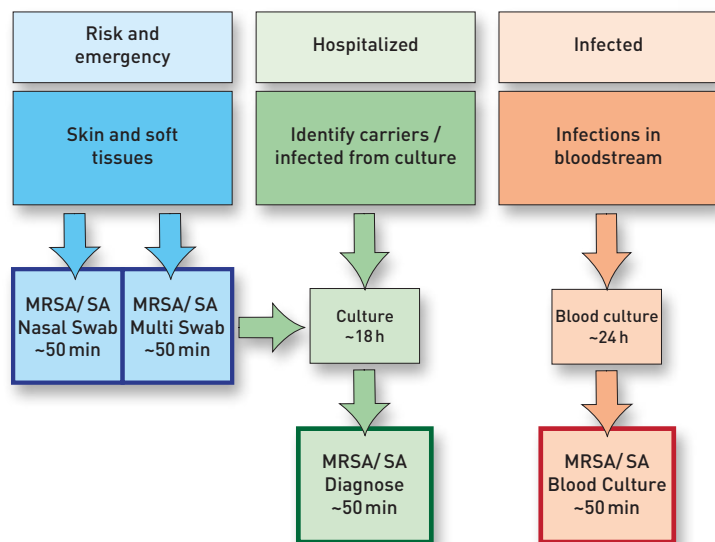 Risk and
emergency
Hospitalized
Infected
Skin and soft
tissues
Identify carriers /
infected from culture
Infections in
bloodstream
MRSA/ SA
Nasal Swab
~50 min
MRSA/ SA
Multi Swab
~50 min
Culture
~18 h
Blood culture
~24 h
MRSA/ SA
Diagnose
~50 min
MRSA/ SA
Blood Culture
~50 min